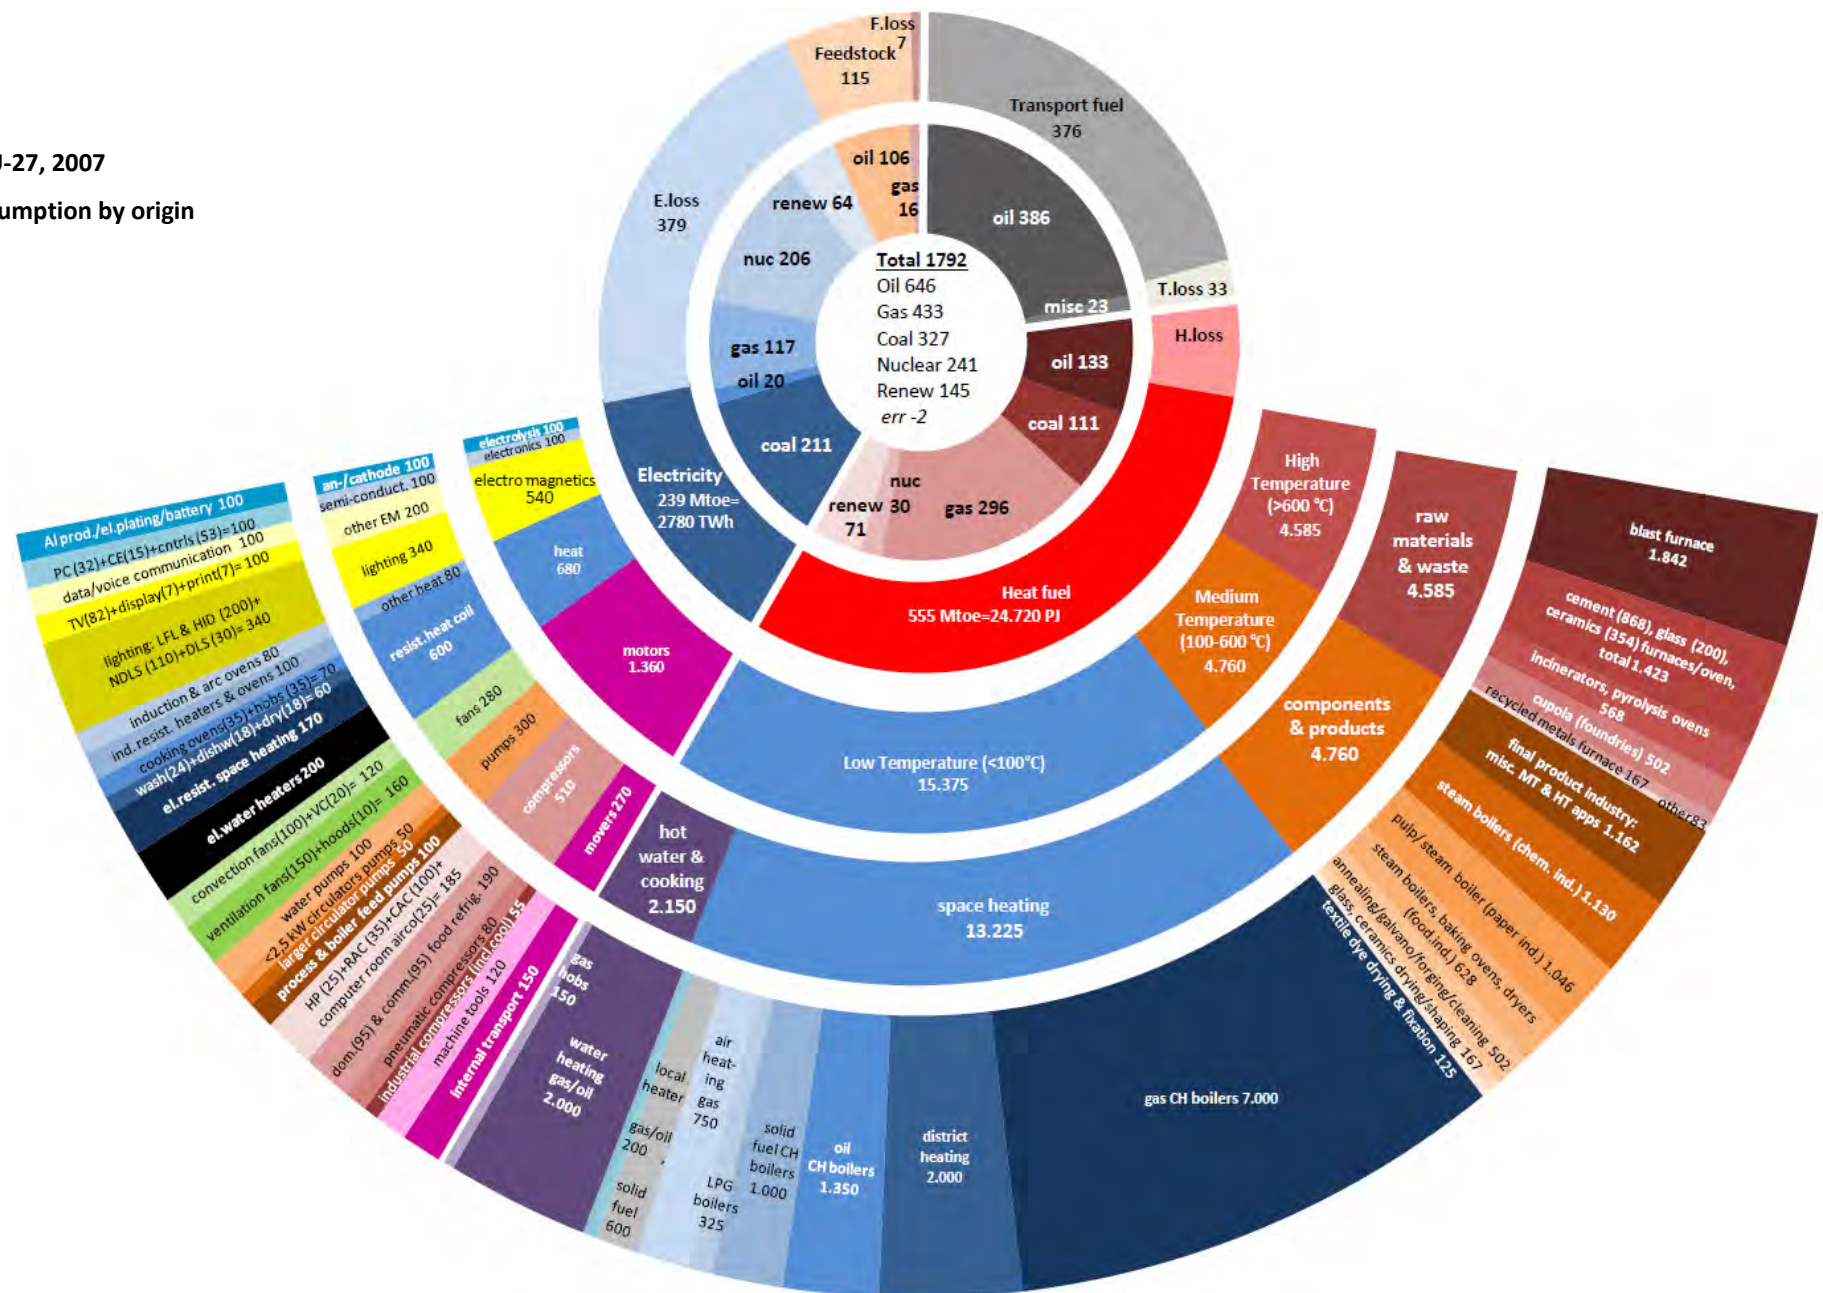 J-27, 2007
umption by origin
F.loss
7
Feedstock
115
Transport fuel
376
E.loss
379
T.loss 33
H.loss
oil 106
gas
16
renew 64
nuc 206
gas 117
oil 20
coal 211
oil 386
misc 23
oil 133
coal 111
gas 296
nuc
30
renew
71
Total 1792
Oil 646
Gas 433
Coal 327
Nuclear 241
Renew 145
err -2
Electricity
239 Mtoe=
2780 TWh
Heat fuel
555 Mtoe=24.720 PJ
electrolysis 100
electronics 100
electro magnetics
540
heat
680
motors
1.360
Low Temperature (<100°C)
15.375
Medium
Temperature
(100-600 °C)
4.760
High
Temperature
(>600 °C)
4.585
an-/cathode 100
semi-conduct. 100
other EM 200
lighting 340
other heat 80
resist.heat coil
600
fans 280
pumps 300
compressors
510
movers 270
hot
water &
cooking
2.150
space heating
13.225
components
& products
4.760
raw
materials
& waste
4.585
Al prod./el.plating/battery 100
PC (32)+CE(15)+cntrls (53)=100
data/voice communication 100
TV(82)+display(7)+print(7)= 100
lighting: LFL & HID (200)+
NDLS (110)+DLS (30)= 340
induction & arc ovens 80
ind. resist. heaters & ovens 100
cooking ovens(35)+hobs (35)= 70
wash(24)+dishw(18)+dry(18)= 60
el.resist. space heating 170
el.water heaters 200
convection fans(100)+VC(20)= 120
ventilation fans(150)+hoods(10)= 160
water pumps 100
<2,5 kW circulators pumps 50
larger circulator pumps 50
process & boiler feed pumps 100
HP (25)+RAC (35)+CAC (100)+
computer room airco(25)= 185
dom.(95) & comm.(95) food refrig. 190
pneumatic compressors 80
industrial compressors (incl.cool) 55
machine tools 120
internal transport 150
gas
hobs
150
water
heating
gas/oil
2.000
local
heater
gas/oil
200 ,
solid
fuel
600
air
heat-
ing
gas
750
LPG
boilers
325
solid
fuel CH
boilers
1.000
oil
CH boilers
1.350
district
heating
2.000
gas CH boilers 7.000
blast furnace
1.842
cement (868), glass (200),
ceramics (354) furnaces/oven,
total 1.423
incinerators, pyrolysis ovens
568
cupola (foundries) 502
recycled metals furnace 167 other83
final product industry:
misc. MT & HT apps 1.162
steam boilers (chem. ind.) 1.130
pulp/ steam boiler (paper ind.) 1.046
steam boilers, baking ovens, dryers
(food.ind.) 628
annealing/galvano/forging/cleaning 502
glass, ceramics drying/shaping 167
textile dye drying & fixation 125